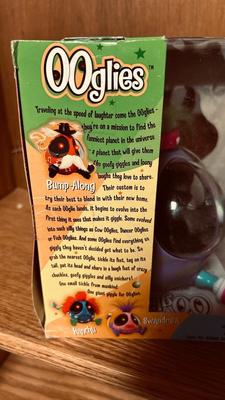 OOglies™
Traveling at the speed of laughter come the OOglies -
they're on a mission to find the
funniest planet in the universe
a planet that will give them
goofy giggles and loony
laughs they love to share.
Bump-Along
Their custom is to
try their best to blend in with their new home.
As each OOgly lands, it begins to evolve into the
first thing it sees that makes it giggle. Some evolved
into such silly things as Cow OOglies, Dancer OOglies
or Fish OOglies. And some OOglies find everything so
giggly they haven't decided yet what to be. So
grab the nearest OOglie, tickle its feet, tug on its
tail, pat its head and share in a laugh fest of crazy
chuckles, goofy giggles and silly snickers!
One small tickle from mankind.
One giant giggle for OOglies.